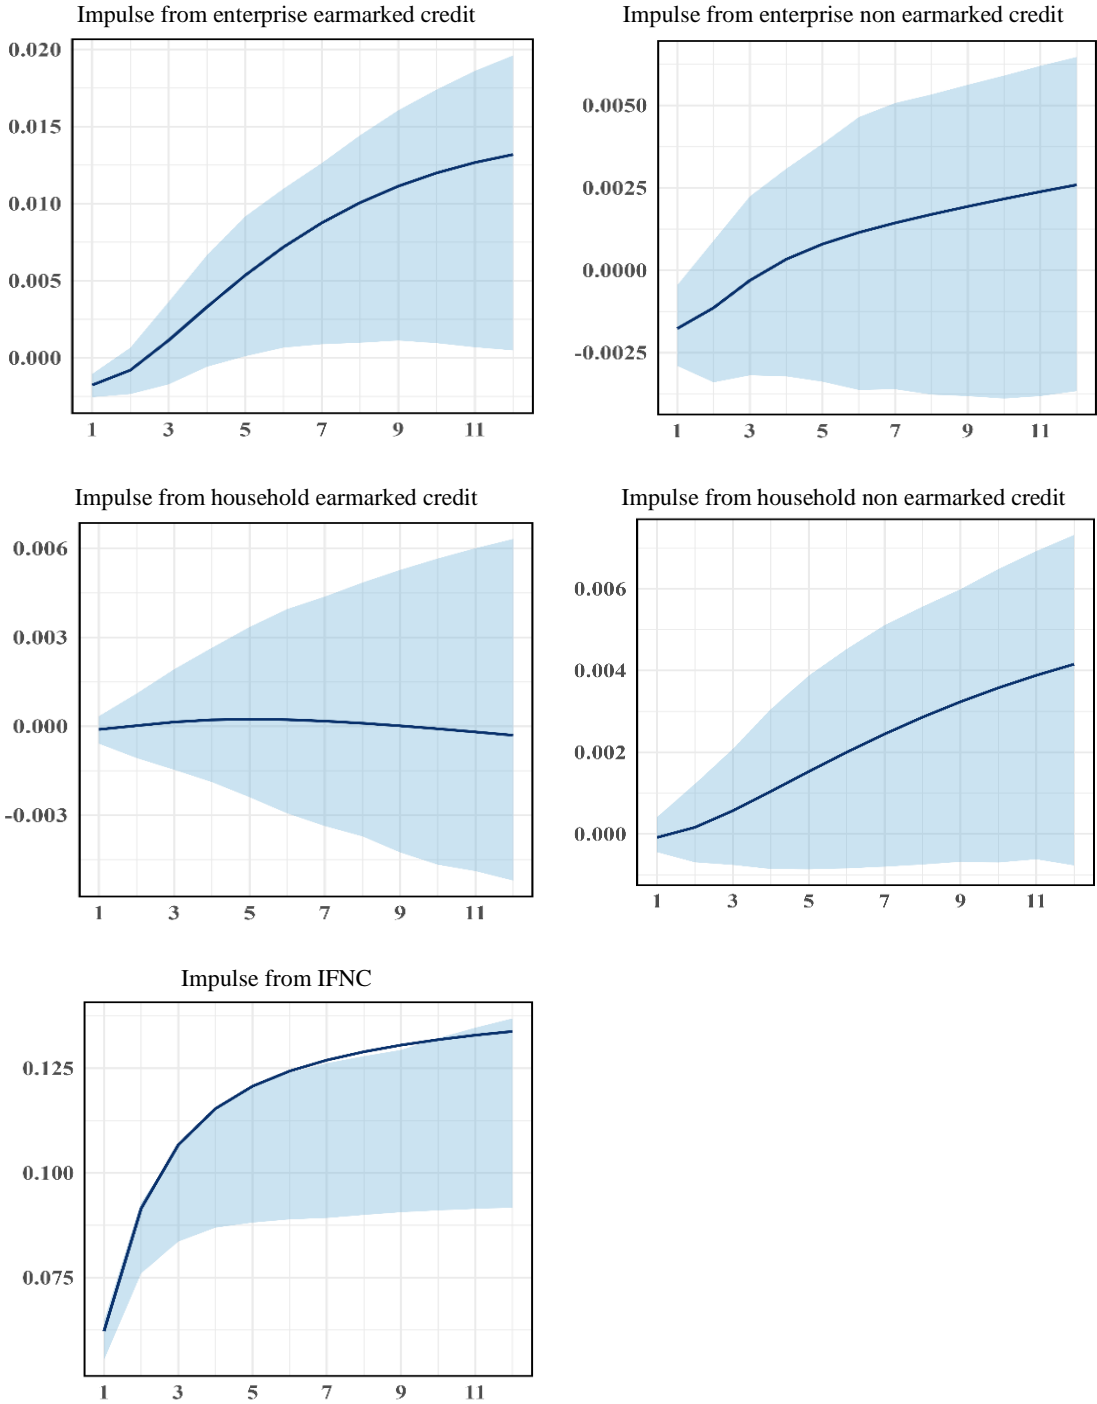 Impulse from enterprise earmarked credit
0.020
0.015
0.010
0.005
0.000
1 3 5 7 9 11
Impulse from enterprise non earmarked credit
0.0050
0.0025
0.0000
-0.0025
1 3 5 7 9 11
Impulse from household earmarked credit
0.006
0.003
0.000
-0.003
1 3 5 7 9 11
Impulse from household non earmarked credit
0.006
0.004
0.002
0.000
1 3 5 7 9 11
Impulse from IFNC
0.125
0.100
0.075
1 3 5 7 9 11